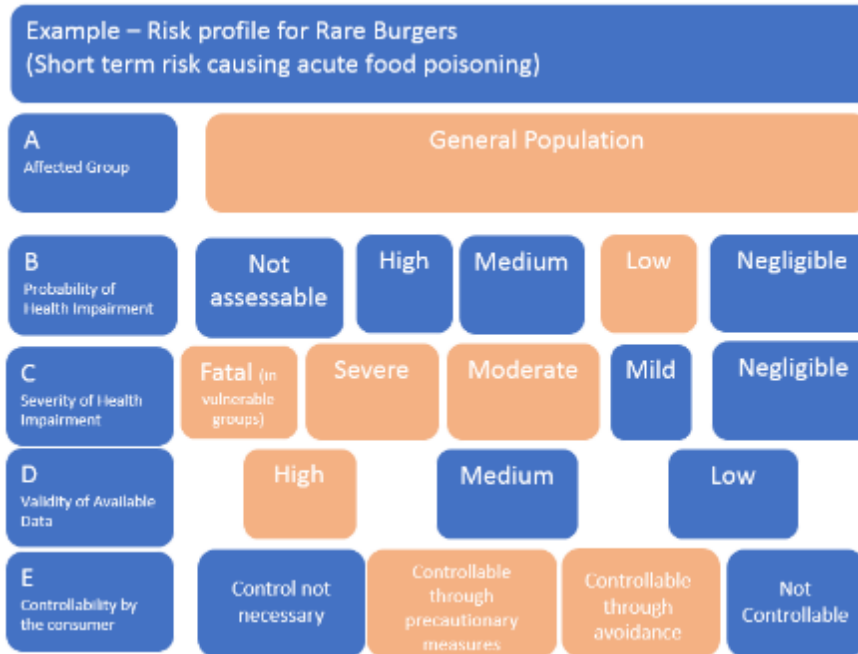 Example – Risk profile for Rare Burgers
(Short term risk causing acute food poisoning)
A
Affected Group
General Population
B
Probability of
Health Impairment
Not
assessable
High
Medium
Low
Negligible
C
Severity of Health
Impairment
Fatal (in
vulnerable
groups)
Severe
Moderate
Mild
Negligible
D
Validity of Available
Data
High
Medium
Low
E
Controllability by
the consumer
Control not
necessary
Controllable
through
precautionary
measures
Controllable
through
avoidance
Not
Controllable